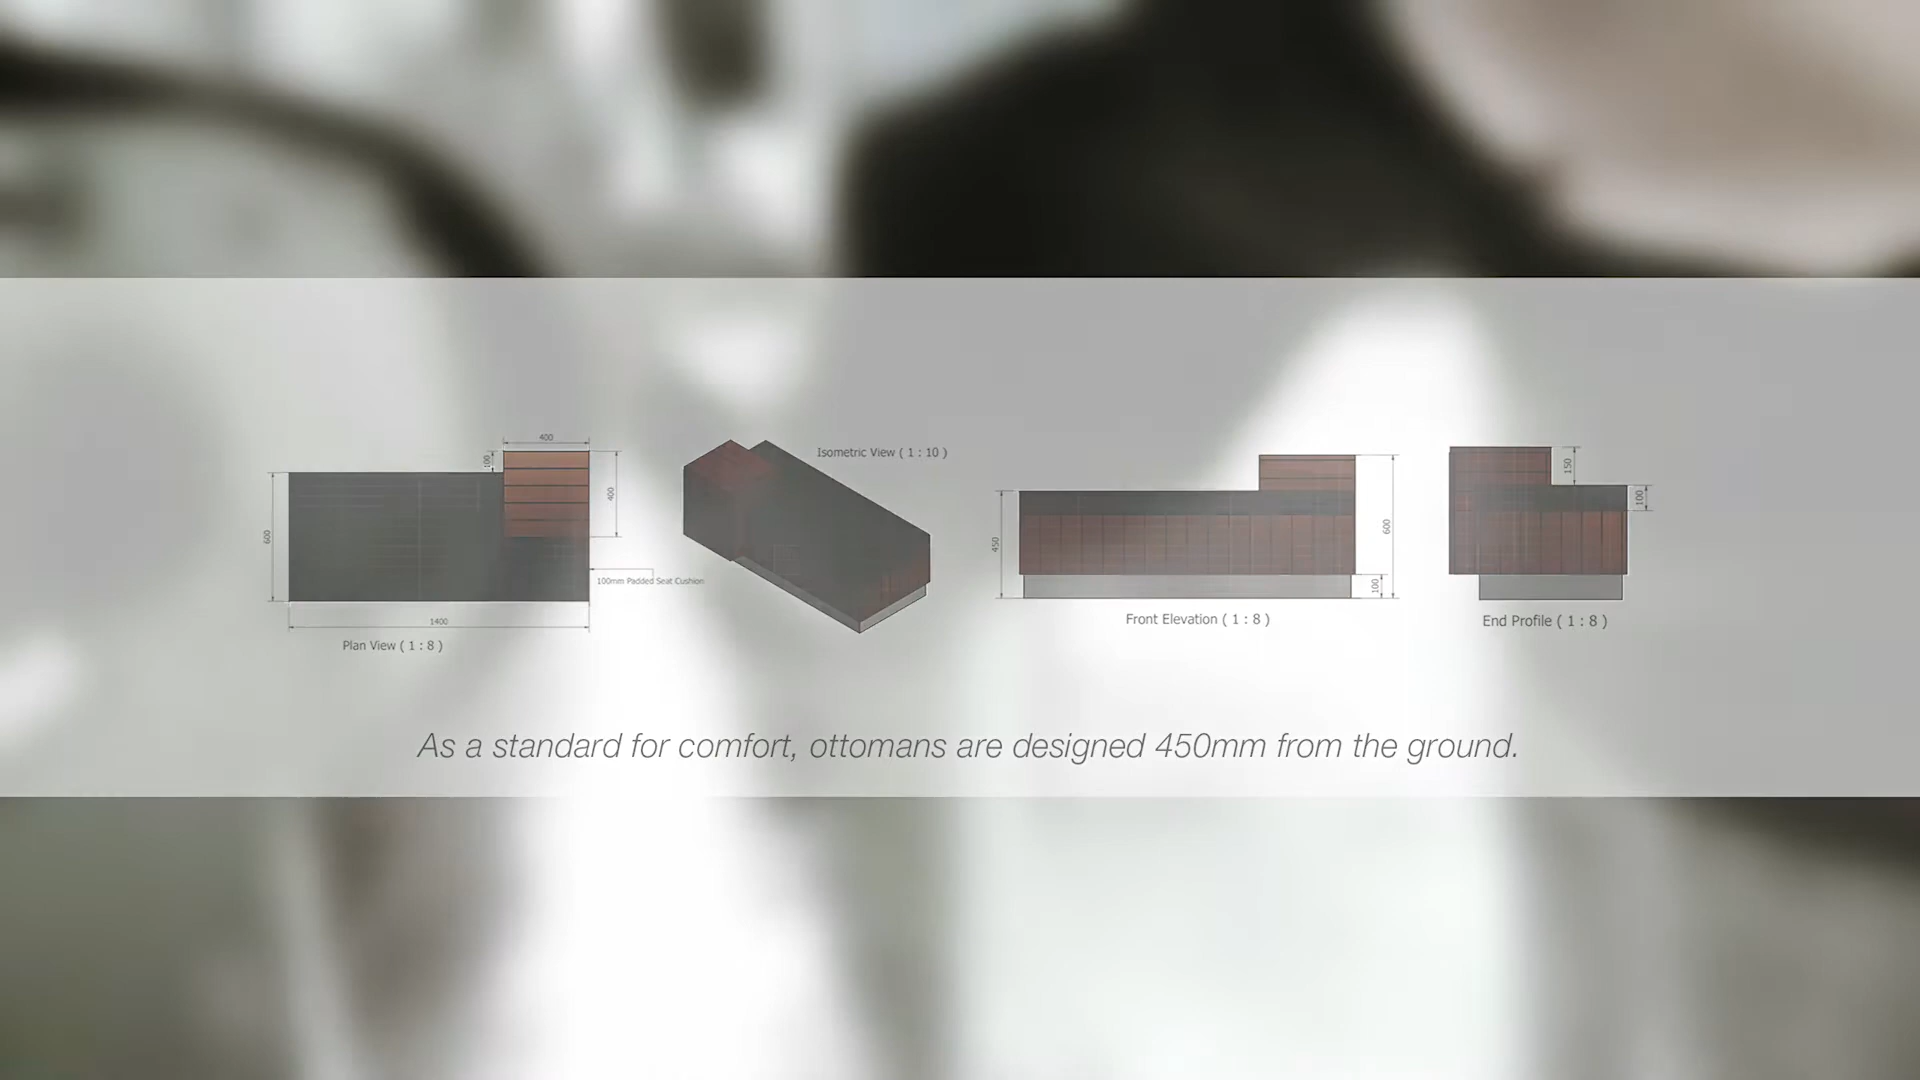 400
100
400
600
100mm Padded Seat Cushion
1400
Plan View ( 1 : 8 )
Isometric View ( 1 : 10 )
450
600
100
Front Elevation ( 1 : 8 )
150
100
End Profile ( 1 : 8 )
As a standard for comfort, ottomans are designed 450mm from the ground.